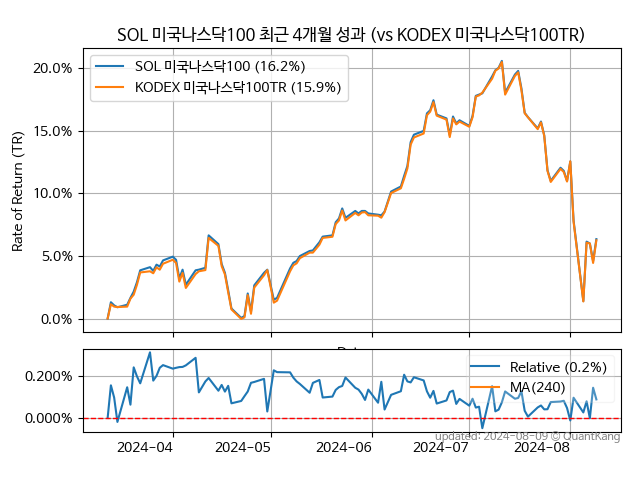 SOL 미국나스닥100 최근 4개월 성과 (vs KODEX 미국나스닥100TR)
SOL 미국나스닥100 (16.2%)
KODEX 미국나스닥100TR (15.9%)
Rate of Return (TR)
20.0%
15.0%
10.0%
5.0%
0.0%
Relative (0.2%)
MA(240)
0.200%
0.000%
updated: 2024-08-09 © QuantKang
2024-04
2024-05
2024-06
2024-07
2024-08